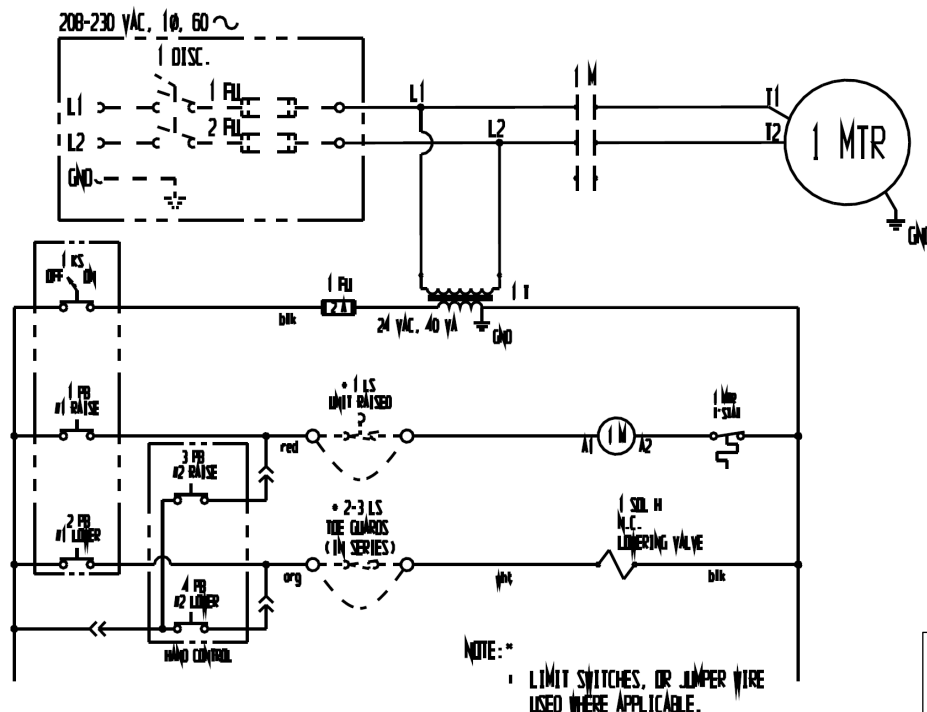 208-230 VAC, 1Ø, 60 ~
1 DISC.
L1
1 FU
L2
2 FU
GND
L1
L2
1 M
T1
T2
1 MTR
GND
1 KS
OFF ON
1 FU
2 A
blk
1 T
24 VAC, 40 VA
GND
1 PB
#1 RAISE
red
* 1 LS
UNIT RAISED
A1
1 M
A2
1 MTR
T-STAT
3 PB
#2 RAISE
2 PB
#1 LOWER
org
* 2-3 LS
TOE GUARDS
(IN SERIES)
wht
1 SOL H
N.C.
LOWERING VALVE
blk
4 PB
#2 LOWER
HAND CONTROL
NOTE: *
LIMIT SWITCHES, OR JUMPER WIRE
USED WHERE APPLICABLE.